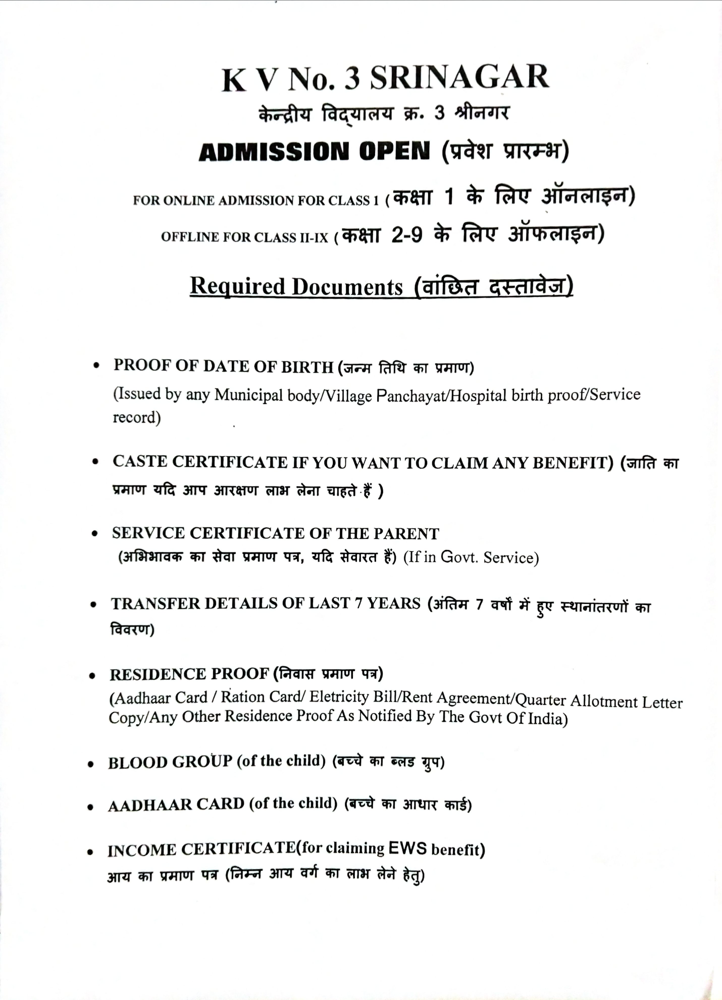 K V No. 3 SRINAGAR
केन्द्रीय विद्यालय क्र. 3 श्रीनगर
ADMISSION OPEN (प्रवेश प्रारम्भ)
FOR ONLINE ADMISSION FOR CLASS 1 (कक्षा 1 के लिए ऑनलाइन)
OFFLINE FOR CLASS II-IX (कक्षा 2-9 के लिए ऑफलाइन)
Required Documents (वांछित दस्तावेज)
• PROOF OF DATE OF BIRTH (जन्म तिथि का प्रमाण)
(Issued by any Municipal body/Village Panchayat/Hospital birth proof/Service
record)
• CASTE CERTIFICATE IF YOU WANT TO CLAIM ANY BENEFIT) (जाति का
प्रमाण यदि आप आरक्षण लाभ लेना चाहते हैं )
• SERVICE CERTIFICATE OF THE PARENT
(अभिभावक का सेवा प्रमाण पत्र, यदि सेवारत हैं) (If in Govt. Service)
• TRANSFER DETAILS OF LAST 7 YEARS (अंतिम 7 वर्षों में हुए स्थानांतरणों का
विवरण)
• RESIDENCE PROOF (निवास प्रमाण पत्र)
(Aadhaar Card / Ration Card/ Eletricity Bill/Rent Agreement/Quarter Allotment Letter
Copy/Any Other Residence Proof As Notified By The Govt Of India)
• BLOOD GROUP (of the child) (बच्चे का ब्लड ग्रुप)
• AADHAAR CARD (of the child) (बच्चे का आधार कार्ड)
• INCOME CERTIFICATE(for claiming EWS benefit)
आय का प्रमाण पत्र (निम्न आय वर्ग का लाभ लेने हेतु)